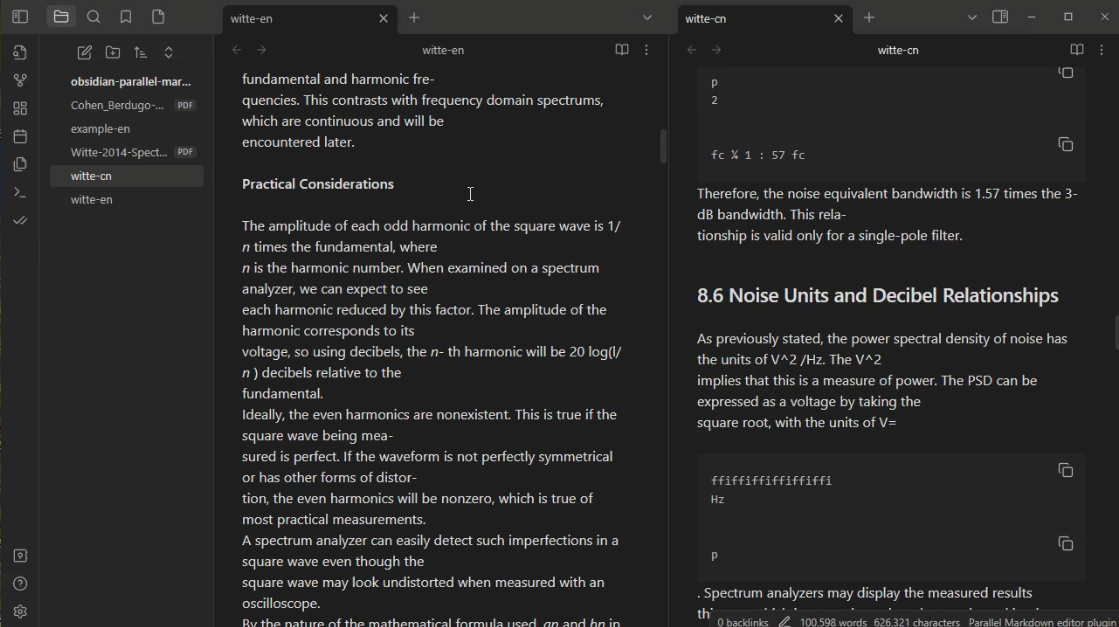 witte-en
witte-cn
witte-en
witte-cn
obsidian-parallel-mar...
Cohen_Berdugo-... PDF
example-en
Witte-2014-Spect... PDF
witte-cn
witte-en
fundamental and harmonic fre-
quencies. This contrasts with frequency domain spectrums,
which are continuous and will be
encountered later.
Practical Considerations
The amplitude of each odd harmonic of the square wave is 1/
n times the fundamental, where
n is the harmonic number. When examined on a spectrum
analyzer, we can expect to see
each harmonic reduced by this factor. The amplitude of the
harmonic corresponds to its
voltage, so using decibels, the n- th harmonic will be 20 log(l/
n ) decibels relative to the
fundamental.
Ideally, the even harmonics are nonexistent. This is true if the
square wave being mea-
sured is perfect. If the waveform is not perfectly symmetrical
or has other forms of distor-
tion, the even harmonics will be nonzero, which is true of
most practical measurements.
A spectrum analyzer can easily detect such imperfections in a
square wave even though the
square wave may look undistorted when measured with an
oscilloscope.
By the nature of the mathematical formula used, an and bn in
p
2
fc ¼ 1 : 57 fc
Therefore, the noise equivalent bandwidth is 1.57 times the 3-
dB bandwidth. This rela-
tionship is valid only for a single-pole filter.
8.6 Noise Units and Decibel Relationships
As previously stated, the power spectral density of noise has
the units of V^2 /Hz. The V^2
implies that this is a measure of power. The PSD can be
expressed as a voltage by taking the
square root, with the units of V=
ffiffiffiffiffiffi
Hz
p
. Spectrum analyzers may display the measured results
0 backlinks 100,598 words 626,321 characters Parallel Markdown editor plugin